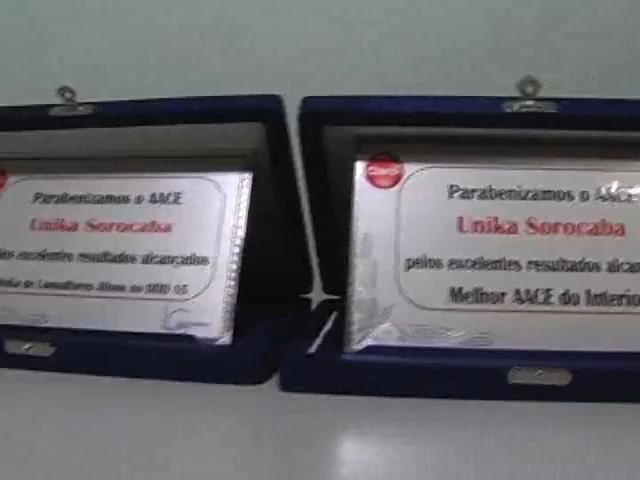 Parabenizamos o AACE
Unika Sorocaba
pelos excelentes resultados alcançados
Claro
Parabenizamos o AACE
Unika Sorocaba
pelos excelentes resultados
Melhor AACE do Interior